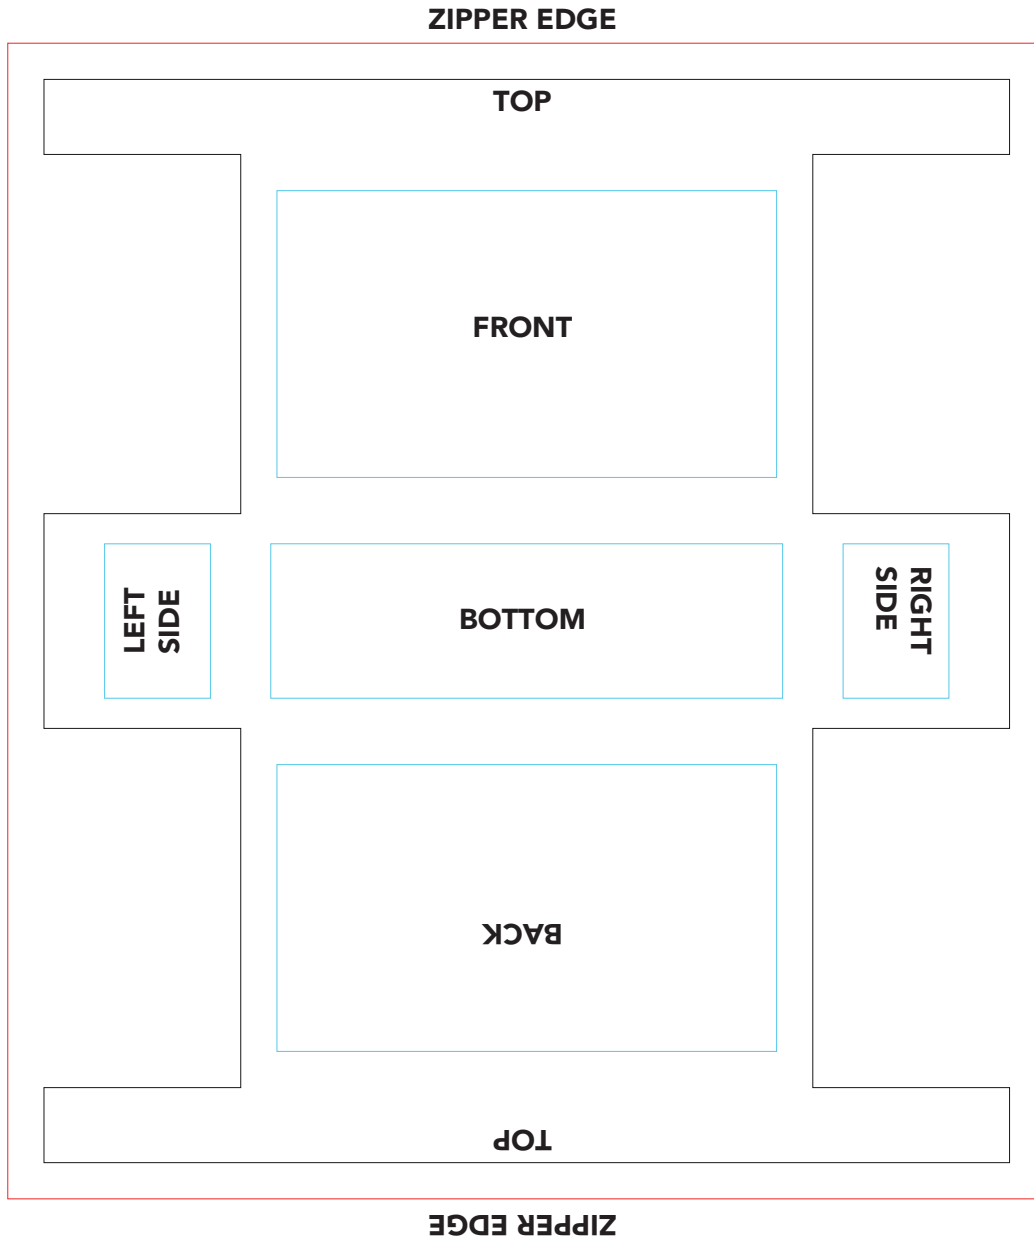 ZIPPER EDGE
TOP
FRONT
LEFT
SIDE
BOTTOM
RIGHT
SIDE
BACK
TOP
ZIPPER EDGE